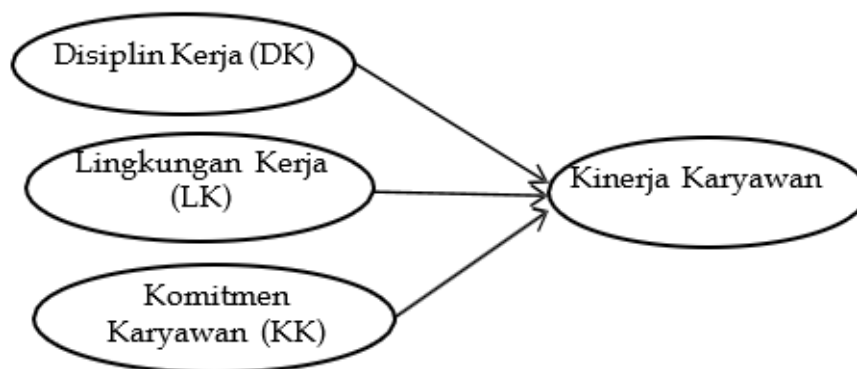 Disiplin Kerja (DK)
Lingkungan Kerja
(LK)
Kinerja Karyawan
Komitmen
Karyawan (KK)